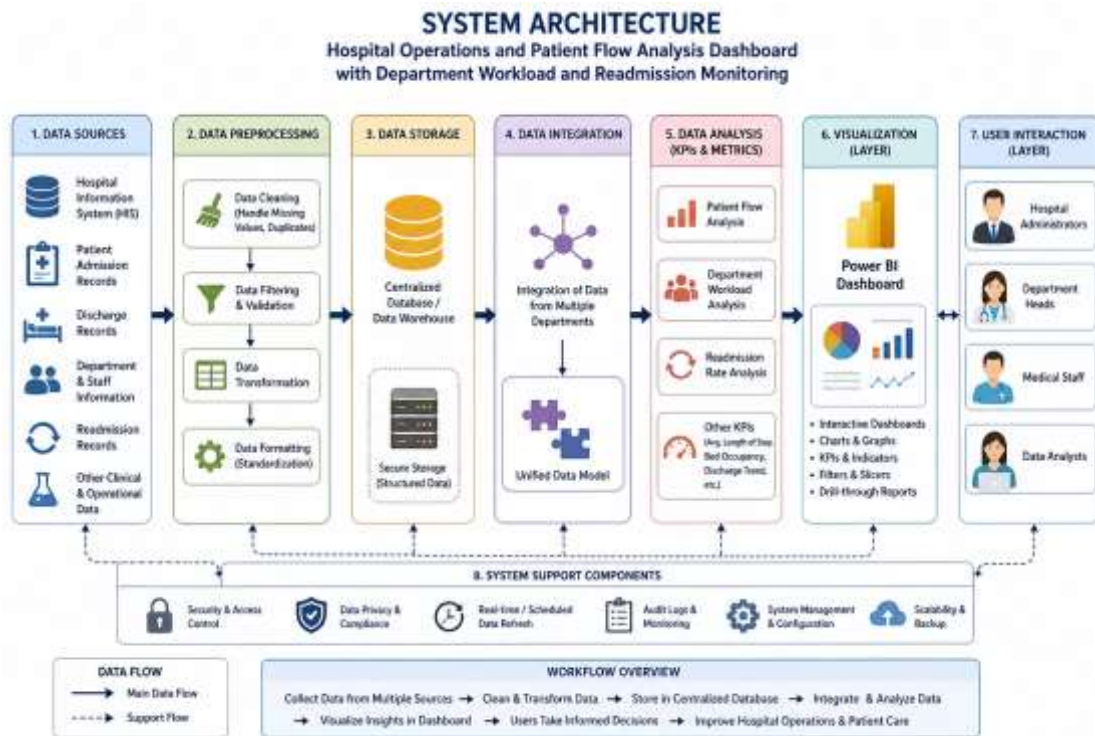 SYSTEM ARCHITECTURE
Hospital Operations and Patient Flow Analysis Dashboard
with Department Workload and Readmission Monitoring
1. DATA SOURCES
Hospital
Information
System (HIS)
Patient
Admission
Records
Discharge
Records
Department
& Staff
Information
Readmission
Records
Other Clinical
& Operational
Data
2. DATA PREPROCESSING
Data Cleaning
(Handle Missing
Values, Duplicates)
Data Filtering
& Validation
Data
Transformation
Data Formatting
(Standardization)
3. DATA STORAGE
Centralized
Database /
Data Warehouse
Secure Storage
(Structured Data)
4. DATA INTEGRATION
Integration of Data
from Multiple
Departments
Unified Data Model
5. DATA ANALYSIS
(KPIs & METRICS)
Patient Flow
Analysis
Department
Workload
Analysis
Readmission
Rate Analysis
Other KPIs
(Avg. Length of Stay
Bed Occupancy,
Discharge Trend,
etc.)
6. VISUALIZATION
(LAYER)
Power BI
Dashboard
• Interactive Dashboards
• Charts & Graphs
• KPIs & Indicators
• Filters & Slicers
• Drill-through Reports
7. USER INTERACTION
(LAYER)
Hospital
Administrators
Department
Heads
Medical Staff
Data Analysts
8. SYSTEM SUPPORT COMPONENTS
Security & Access
Control
Data Privacy &
Compliance
Real-time / Scheduled
Data Refresh
Audit Logs &
Monitoring
System Management
& Configuration
Scalability &
Backup
DATA FLOW
Main Data Flow
Support Flow
WORKFLOW OVERVIEW
Collect Data from Multiple Sources → Clean & Transform Data → Store in Centralized Database → Integrate & Analyze Data
→ Visualize Insights in Dashboard → Users Take Informed Decisions → Improve Hospital Operations & Patient Care